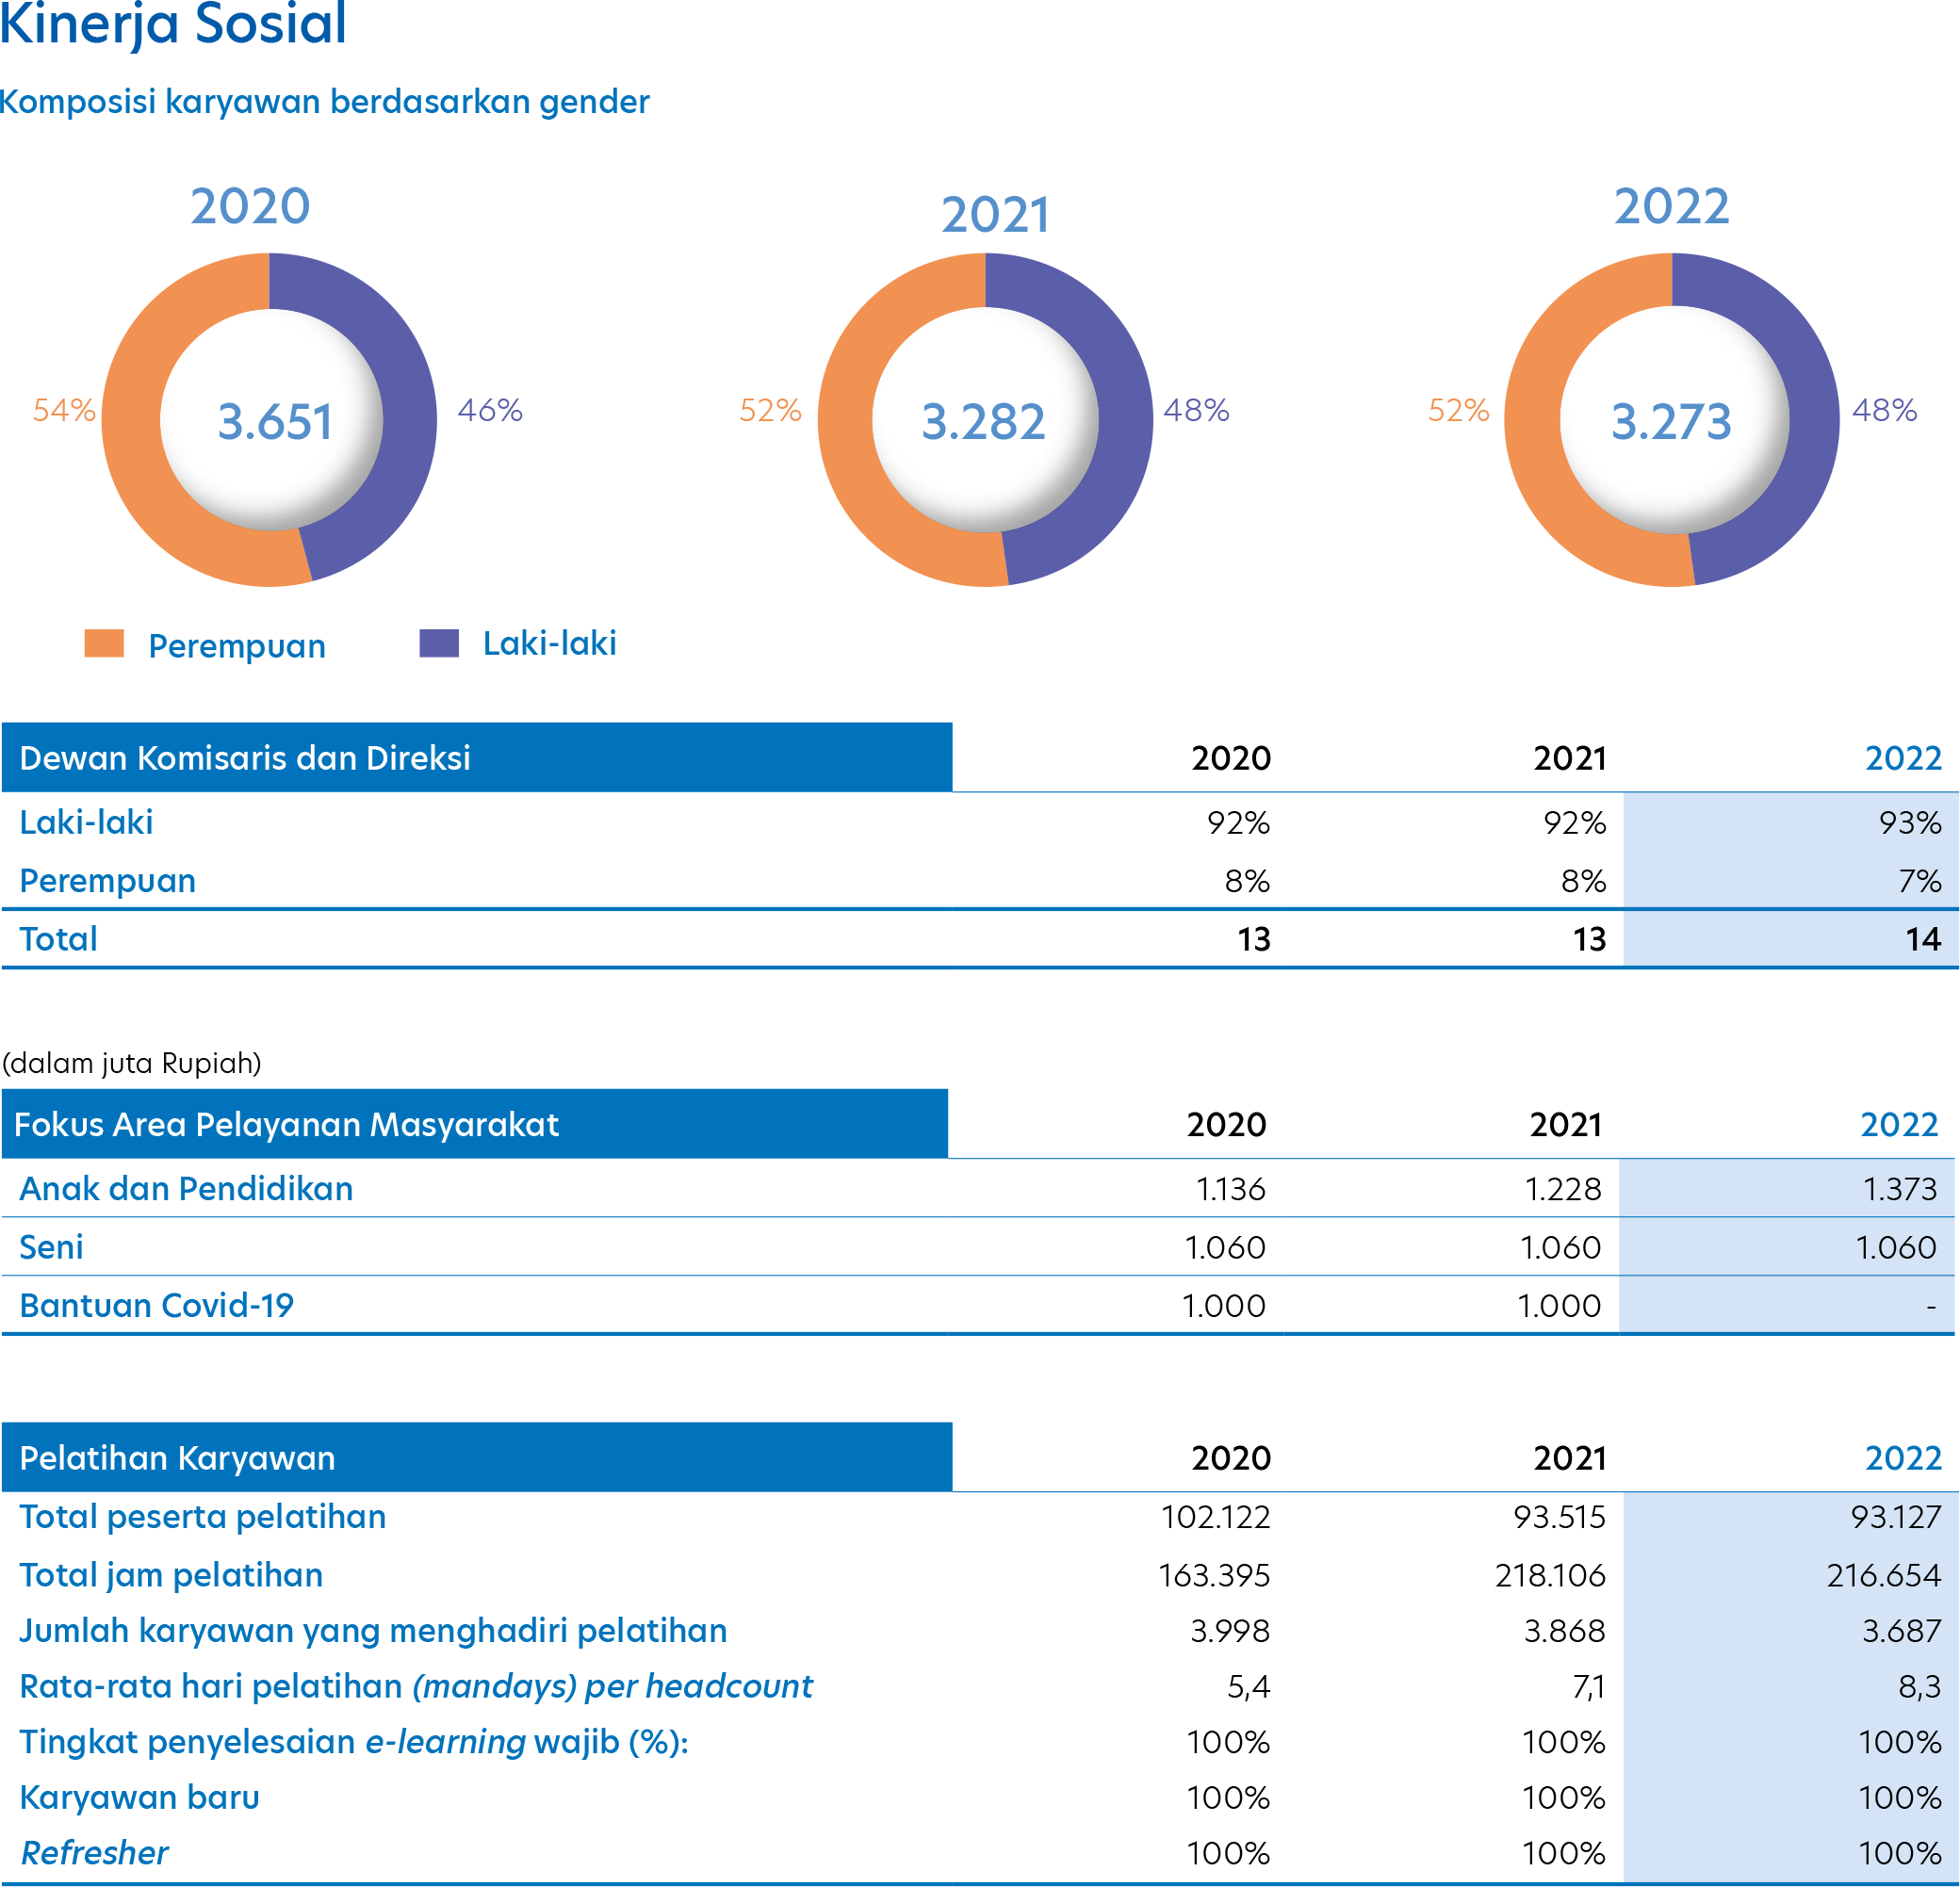 Kinerja Sosial
Komposisi karyawan berdasarkan gender
2020
2021
2022
54%
3.651
46%
52%
3.282
48%
52%
3.273
48%
Perempuan
Laki-laki
Dewan Komisaris dan Direksi 2020 2021 2022
Laki-laki 92% 92% 93%
Perempuan 8% 8% 7%
Total 13 13 14
(dalam juta Rupiah)
Fokus Area Pelayanan Masyarakat 2020 2021 2022
Anak dan Pendidikan 1.136 1.228 1.373
Seni 1.060 1.060 1.060
Bantuan Covid-19 1.000 1.000 -
Pelatihan Karyawan 2020 2021 2022
Total peserta pelatihan 102.122 93.515 93.127
Total jam pelatihan 163.395 218.106 216.654
Jumlah karyawan yang menghadiri pelatihan 3.998 3.868 3.687
Rata-rata hari pelatihan (mandays) per headcount 5,4 7,1 8,3
Tingkat penyelesaian e-learning wajib (%): 100% 100% 100%
Karyawan baru 100% 100% 100%
Refresher 100% 100% 100%